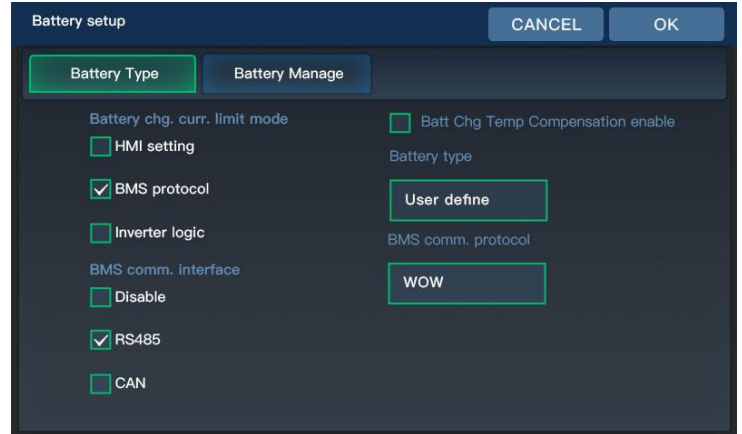 Battery setup
CANCEL
OK
Battery Type
Battery Manage
Battery chg. curr. limit mode
HMI setting
BMS protocol
Inverter logic
BMS comm. interface
Disable
RS485
CAN
Batt Chg Temp Compensation enable
Battery type
User define
BMS comm. protocol
WOW